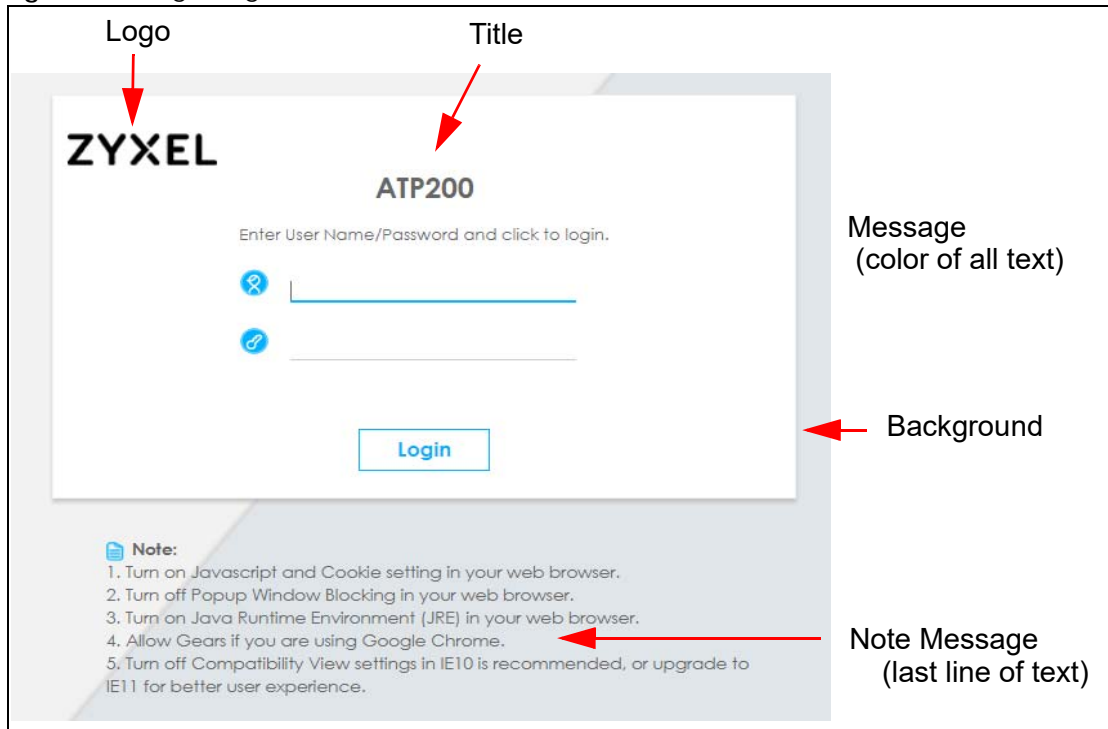 Logo
Title
ZYXEL
ATP200
Enter User Name/Password and click to login.
Message
(color of all text)
Login
Background
Note:
1. Turn on Javascript and Cookie setting in your web browser.
2. Turn off Popup Window Blocking in your web browser.
3. Turn on Java Runtime Environment (JRE) in your web browser.
4. Allow Gears if you are using Google Chrome.
5. Turn off Compatibility View settings in IE10 is recommended, or upgrade to
IE11 for better user experience.
Note Message
(last line of text)